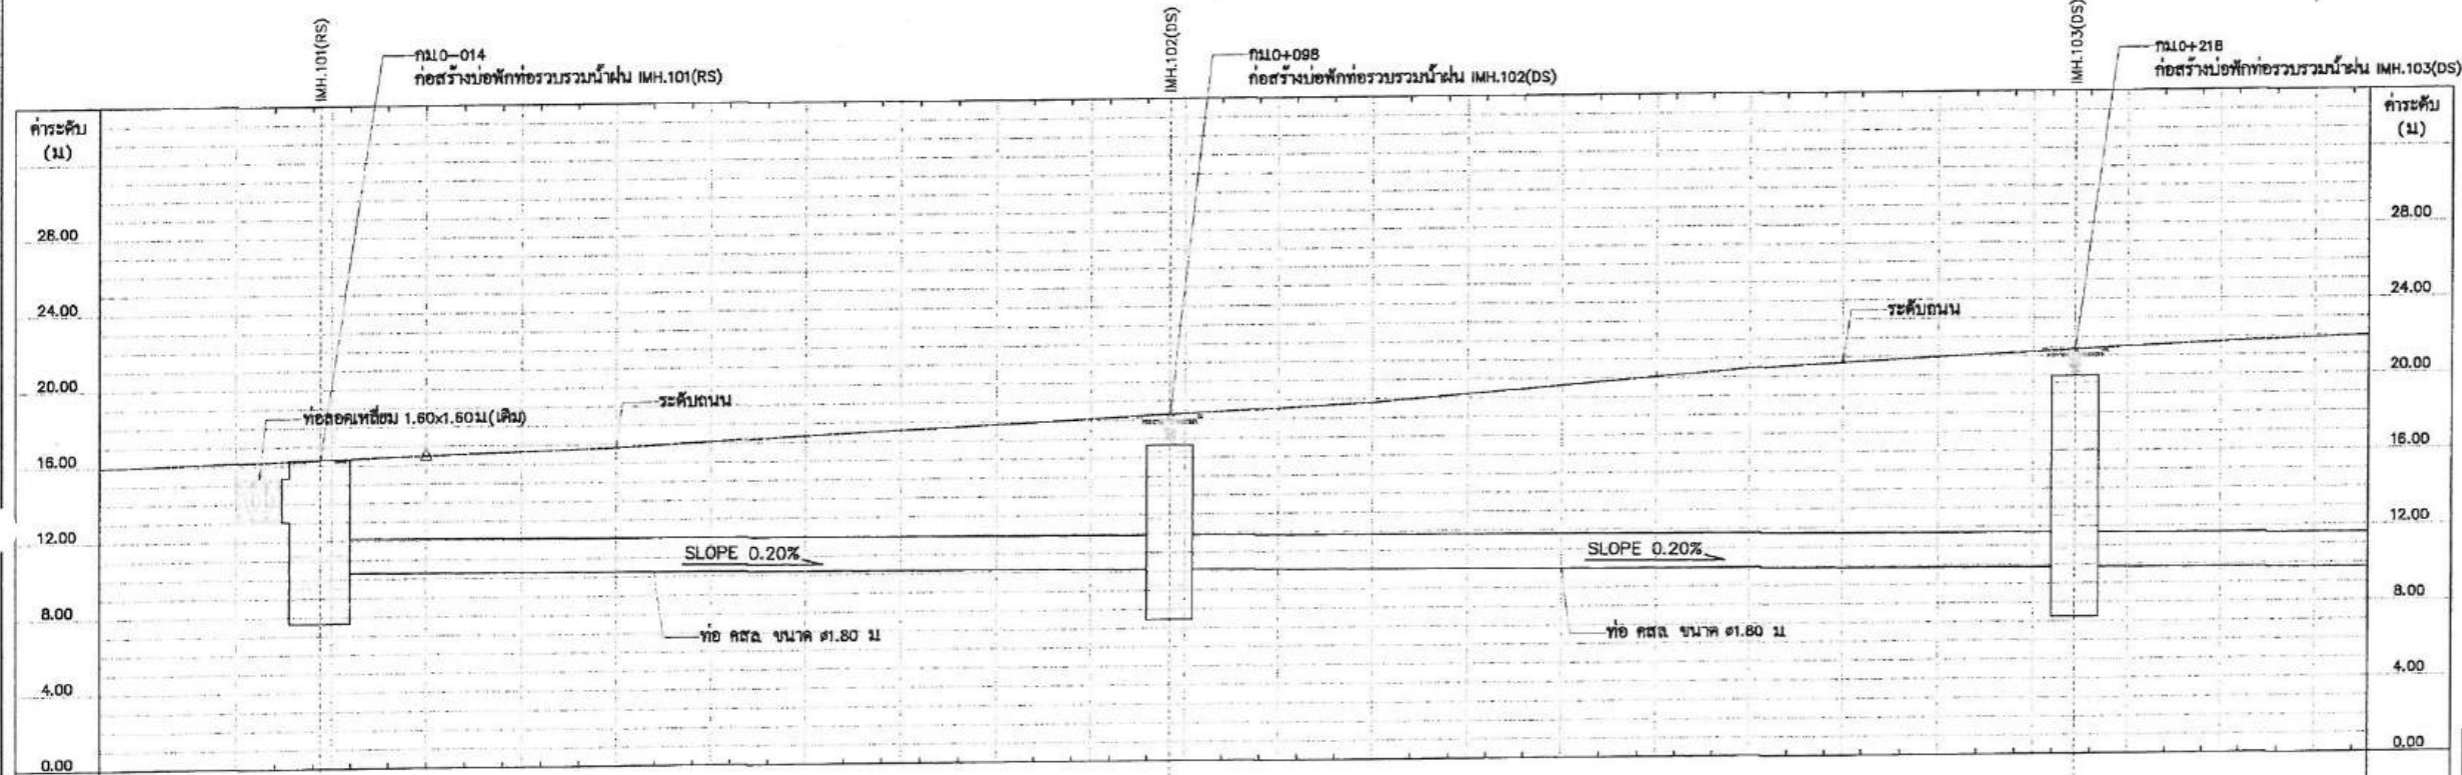 IMH.101(RS)
IMH.102(DS)
IMH.103(DS)
กม.0-014
ก่อสร้างบ่อพักท่อรวบรวมน้ำฝน IMH.101(RS)
กม.0+098
ก่อสร้างบ่อพักท่อรวบรวมน้ำฝน IMH.102(DS)
กม.0+218
ก่อสร้างบ่อพักท่อรวบรวมน้ำฝน IMH.103(DS)
ค่าระดับ
(ม)
ค่าระดับ
(ม)
28.00
28.00
24.00
24.00
ระดับถนน
20.00
20.00
ระดับถนน
ท่อลอดเหลี่ยม 1.60x1.60ม(เดิม)
16.00
16.00
12.00
12.00
SLOPE 0.20%
SLOPE 0.20%
8.00
8.00
ท่อ คสล. ขนาด ø1.80 ม
ท่อ คสล. ขนาด ø1.80 ม
4.00
4.00
0.00
0.00